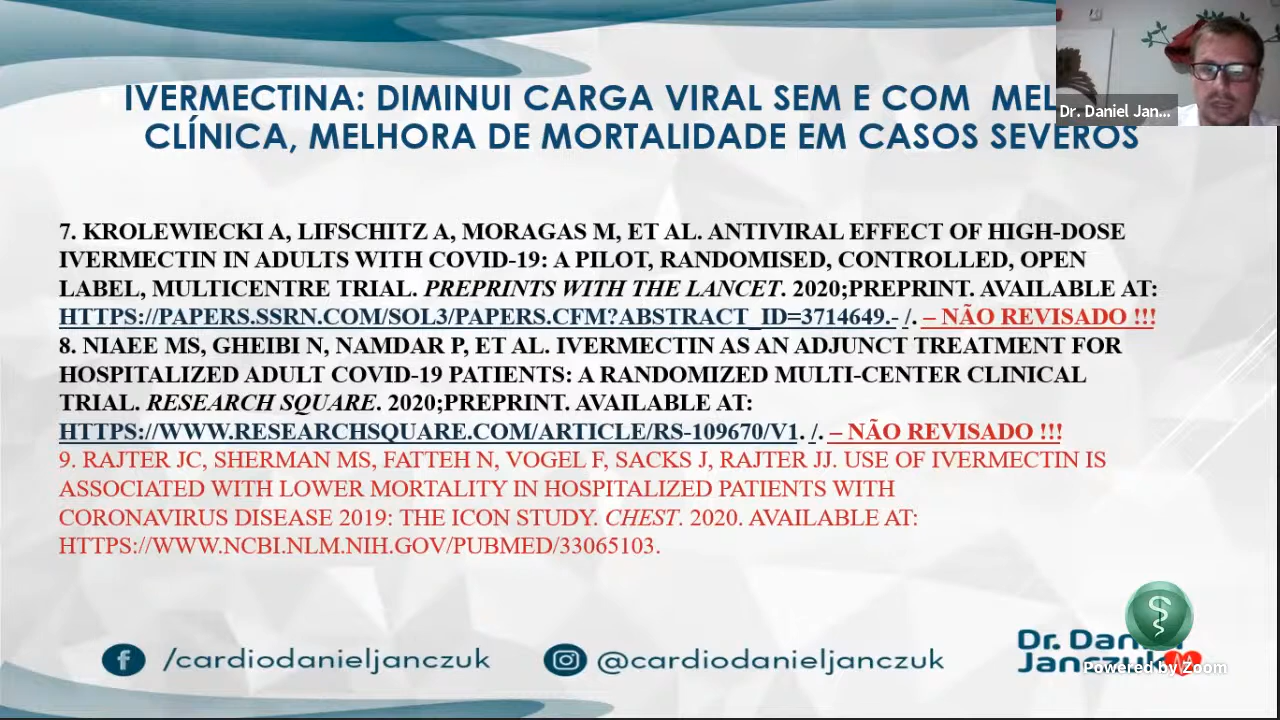 IVERMECTINA: DIMINUI CARGA VIRAL SEM E COM MEL
CLÍNICA, MELHORA DE MORTALIDADE EM CASOS SEVEROS
Dr. Daniel Jan...
7. KROLEWIECKI A, LIFSCHITZ A, MORAGAS M, ET AL. ANTIVIRAL EFFECT OF HIGH-DOSE
IVERMECTIN IN ADULTS WITH COVID-19: A PILOT, RANDOMISED, CONTROLLED, OPEN
LABEL, MULTICENTRE TRIAL. PREPRINTS WITH THE LANCET. 2020;PREPRINT. AVAILABLE AT:
HTTPS://PAPERS.SSRN.COM/SOL3/PAPERS.CFM?ABSTRACT_ID=3714649.- /. – NÃO REVISADO !!!
8. NIAEE MS, GHEIBI N, NAMDAR P, ET AL. IVERMECTIN AS AN ADJUNCT TREATMENT FOR
HOSPITALIZED ADULT COVID-19 PATIENTS: A RANDOMIZED MULTI-CENTER CLINICAL
TRIAL. RESEARCH SQUARE. 2020;PREPRINT. AVAILABLE AT:
HTTPS://WWW.RESEARCHSQUARE.COM/ARTICLE/RS-109670/V1. /. – NÃO REVISADO !!!
9. RAJTER JC, SHERMAN MS, FATTEH N, VOGEL F, SACKS J, RAJTER JJ. USE OF IVERMECTIN IS
ASSOCIATED WITH LOWER MORTALITY IN HOSPITALIZED PATIENTS WITH
CORONAVIRUS DISEASE 2019: THE ICON STUDY. CHEST. 2020. AVAILABLE AT:
HTTPS://WWW.NCBI.NLM.NIH.GOV/PUBMED/33065103.
/cardiodanieljanczuk
@cardiodanieljanczuk
Dr. Daniel
Janczuk
Powered by Zoom